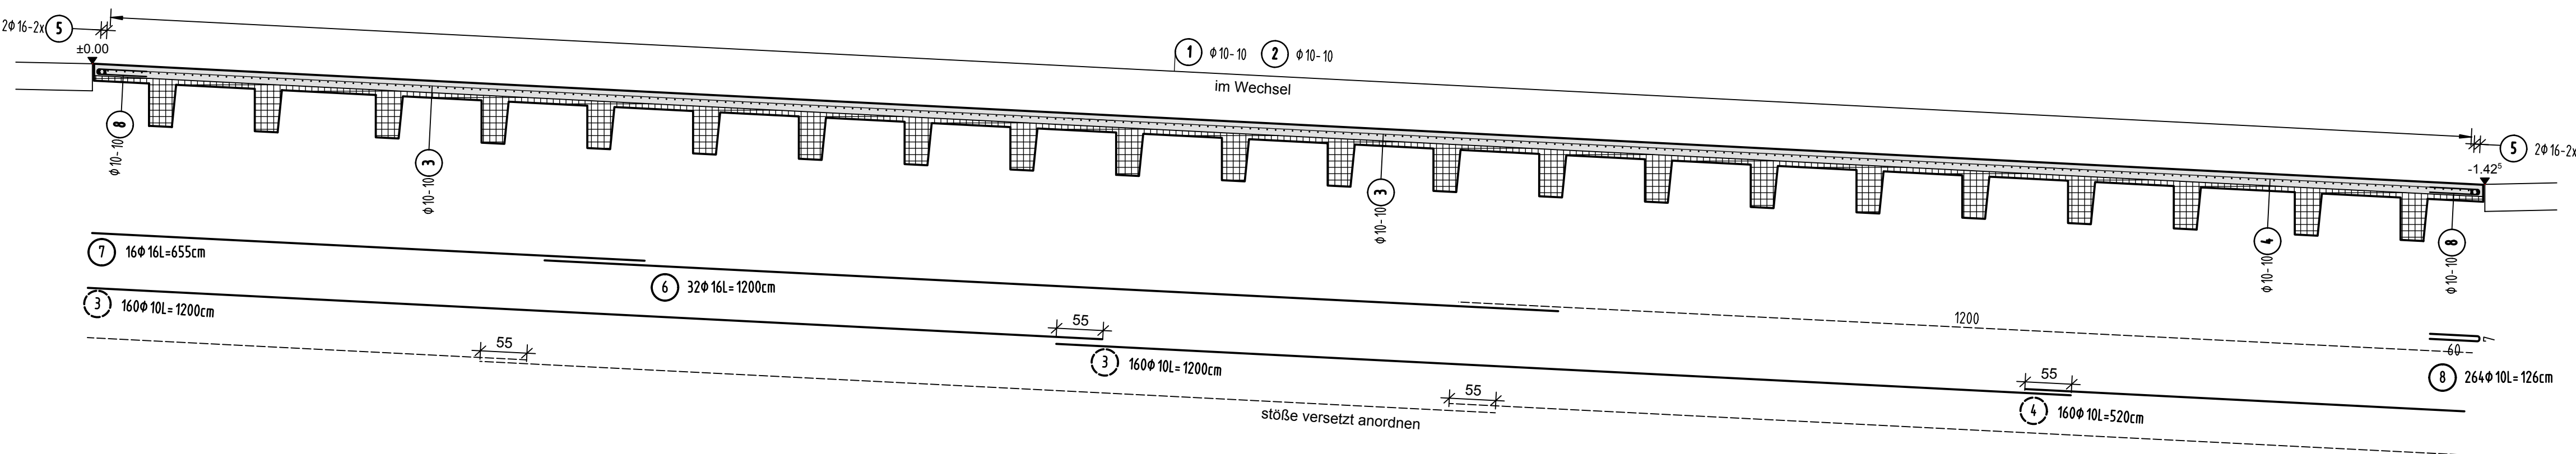 2Φ16-2x 5
±0.00
1 Φ10-10 2 Φ10-10
im Wechsel
5 2Φ16-2x
-1.42⁵
8 Φ10-10
3 Φ10-10
3 Φ10-10
4 Φ10-10
8 Φ10-10
7 16Φ16L=655cm
6 32Φ16L=1200cm
1200
60
7
8 264Φ10L=126cm
3 160Φ10L=1200cm
55
3 160Φ10L=1200cm
55
4 160Φ10L=520cm
55
55
stöße versetzt anordnen